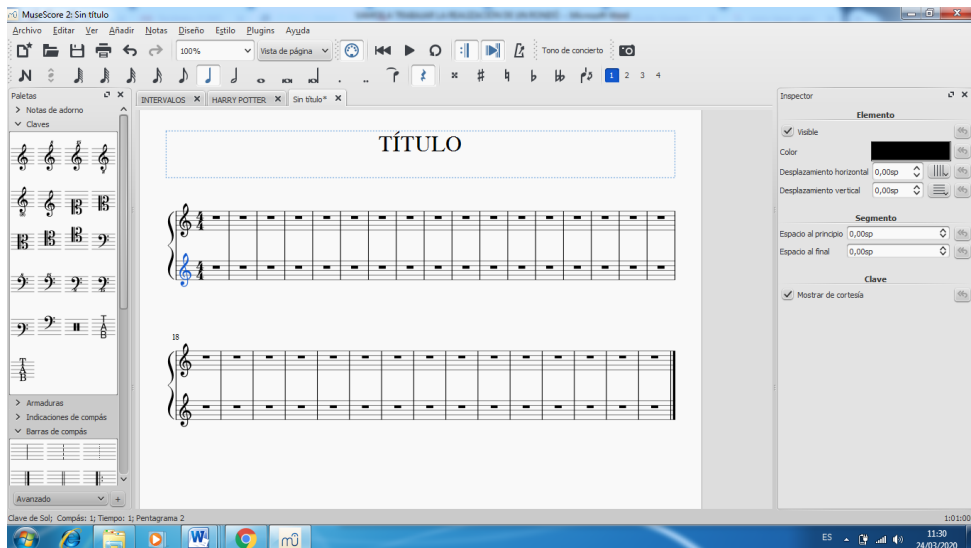 MuseScore 2: Sin título
Archivo Editar Ver Añadir Notas Diseño Estilo Plugins Ayuda
100% Vista de página Tono de concierto
1 2 3 4
Paletas
INTERVALOS HARRY POTTER Sin título*
Inspector
Notas de adorno
Claves
Armaduras
Indicaciones de compás
Barras de compás
Avanzado
TÍTULO
18
Elemento
Visible
Color
Desplazamiento horizontal 0,00sp
Desplazamiento vertical 0,00sp
Segmento
Espacio al principio 0,00sp
Espacio al final 0,00sp
Clave
Mostrar de cortesía
Clave de Sol; Compás: 1; Tiempo: 1; Pentagrama 2
1:01:00
ES
11:30
24/03/2020